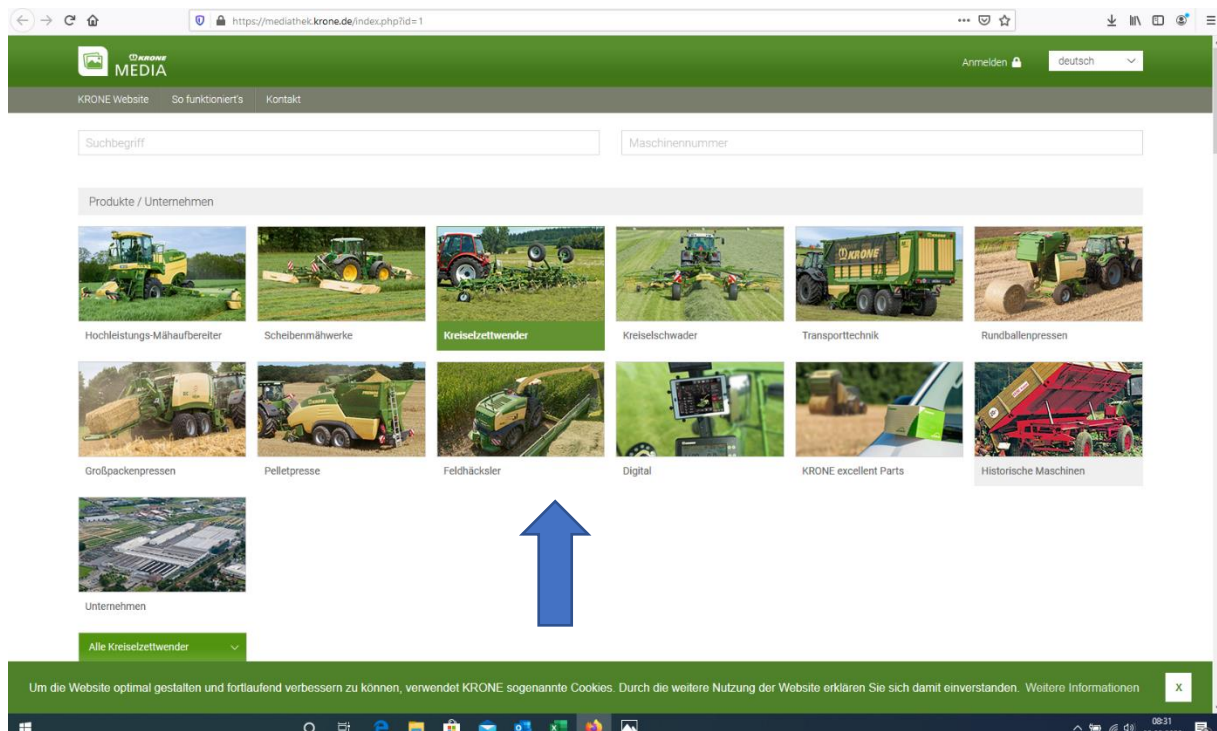 https://mediathek.krone.de/index.php?id=1
KRONE
MEDIA
Anmelden
deutsch
KRONE Website So funktioniert's Kontakt
Suchbegriff
Maschinennummer
Produkte / Unternehmen
KRONE
Hochleistungs-Mähaufbereiter
Scheibenmähwerke
Kreiselzettwender
Kreiselschwader
Transporttechnik
Rundballenpressen
Großpackenpressen
Pelletpresse
Feldhäcksler
Digital
KRONE excellent Parts
Historische Maschinen
Unternehmen
Alle Kreiselzettwender
Um die Website optimal gestalten und fortlaufend verbessern zu können, verwendet KRONE sogenannte Cookies. Durch die weitere Nutzung der Website erklären Sie sich damit einverstanden. Weitere Informationen
X
08:31